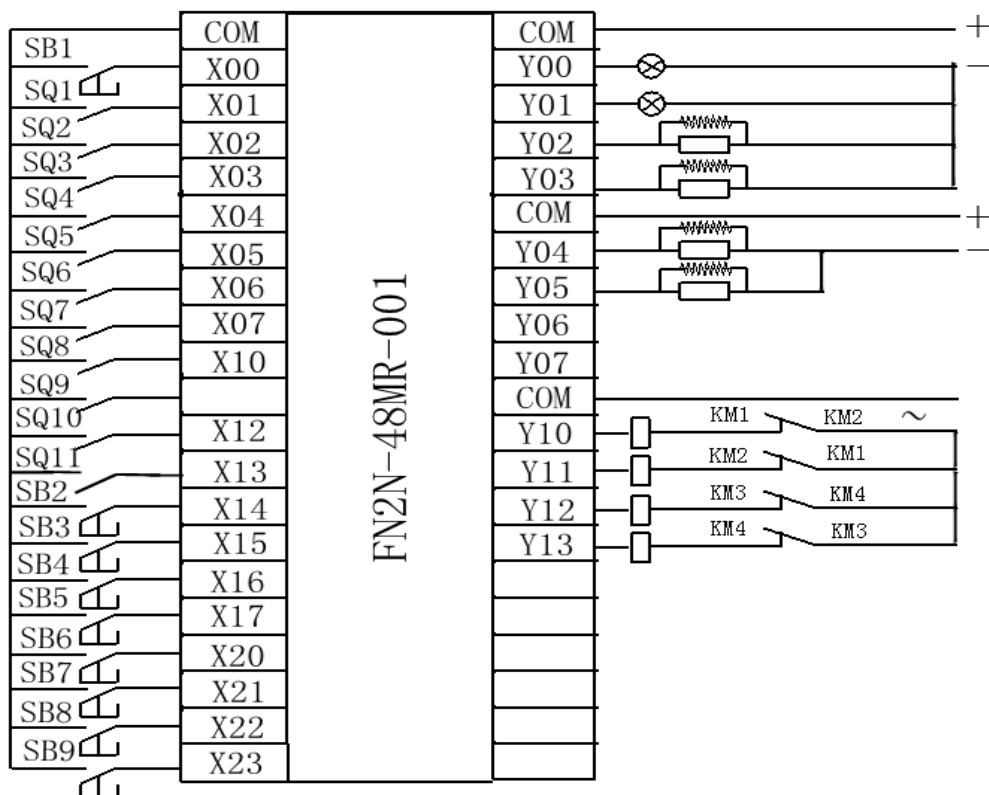 COM
SB1
X00
SQ1
X01
SQ2
X02
SQ3
X03
SQ4
X04
SQ5
X05
SQ6
X06
SQ7
X07
SQ8
X10
SQ9
SQ10
X12
SQ11
X13
SB2
X14
SB3
X15
SB4
X16
SB5
X17
SB6
X20
SB7
X21
SB8
X22
SB9
X23
FN2N-48MR-001
COM +
Y00 −
Y01
Y02
Y03
COM +
Y04 −
Y05
Y06
Y07
COM
Y10 KM1 KM2 ~
Y11 KM2 KM1
Y12 KM3 KM4
Y13 KM4 KM3